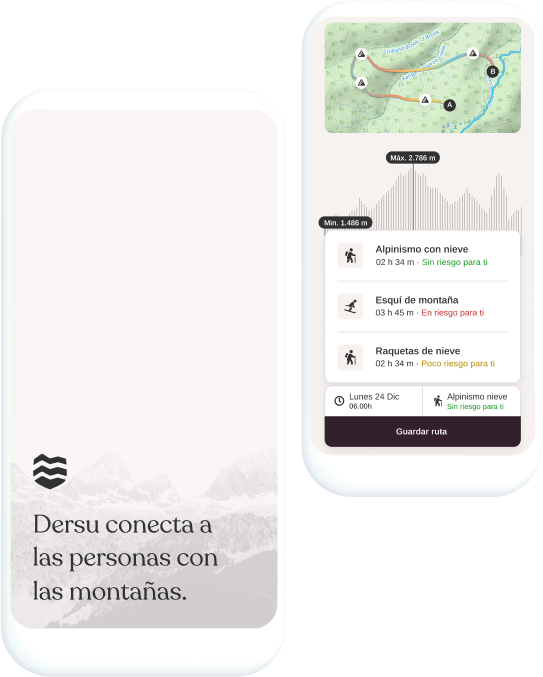 B
A
Máx. 2.786 m
Min. 1.486 m
Alpinismo con nieve
02 h 34 m · Sin riesgo para ti
Esquí de montaña
03 h 45 m · En riesgo para ti
Raquetas de nieve
02 h 34 m · Poco riesgo para ti
Lunes 24 Dic
06.00h
Alpinismo nieve
Sin riesgo para ti
Guardar ruta
Dersu conecta a
las personas con
las montañas.